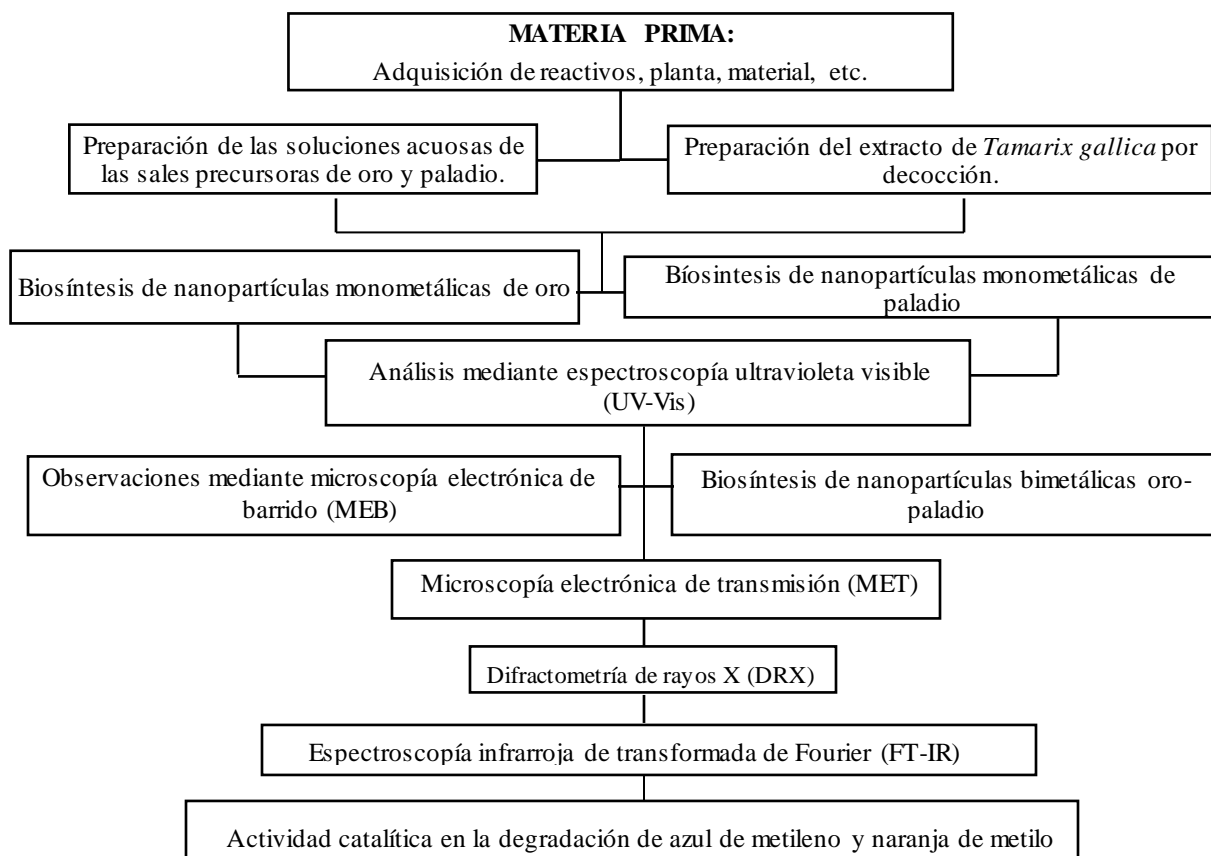 MATERIA PRIMA:
Adquisición de reactivos, planta, material, etc.
Preparación de las soluciones acuosas de
las sales precursoras de oro y paladio.
Preparación del extracto de Tamarix gallica por
decocción.
Biosíntesis de nanopartículas monometálicas de oro
Bíosintesis de nanopartículas monometálicas de
paladio
Análisis mediante espectroscopía ultravioleta visible
(UV-Vis)
Observaciones mediante microscopía electrónica de
barrido (MEB)
Biosíntesis de nanopartículas bimetálicas oro-
paladio
Microscopía electrónica de transmisión (MET)
Difractometría de rayos X (DRX)
Espectroscopía infrarroja de transformada de Fourier (FT-IR)
Actividad catalítica en la degradación de azul de metileno y naranja de metilo